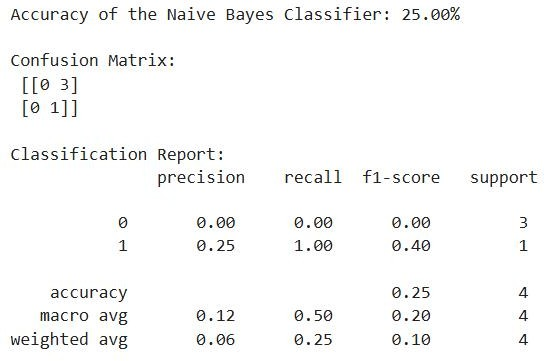 Accuracy of the Naive Bayes Classifier: 25.00%
Confusion Matrix:
[[0 3]
[0 1]]
Classification Report:
precision recall f1-score support
0 0.00 0.00 0.00 3
1 0.25 1.00 0.40 1
accuracy 0.25 4
macro avg 0.12 0.50 0.20 4
weighted avg 0.06 0.25 0.10 4